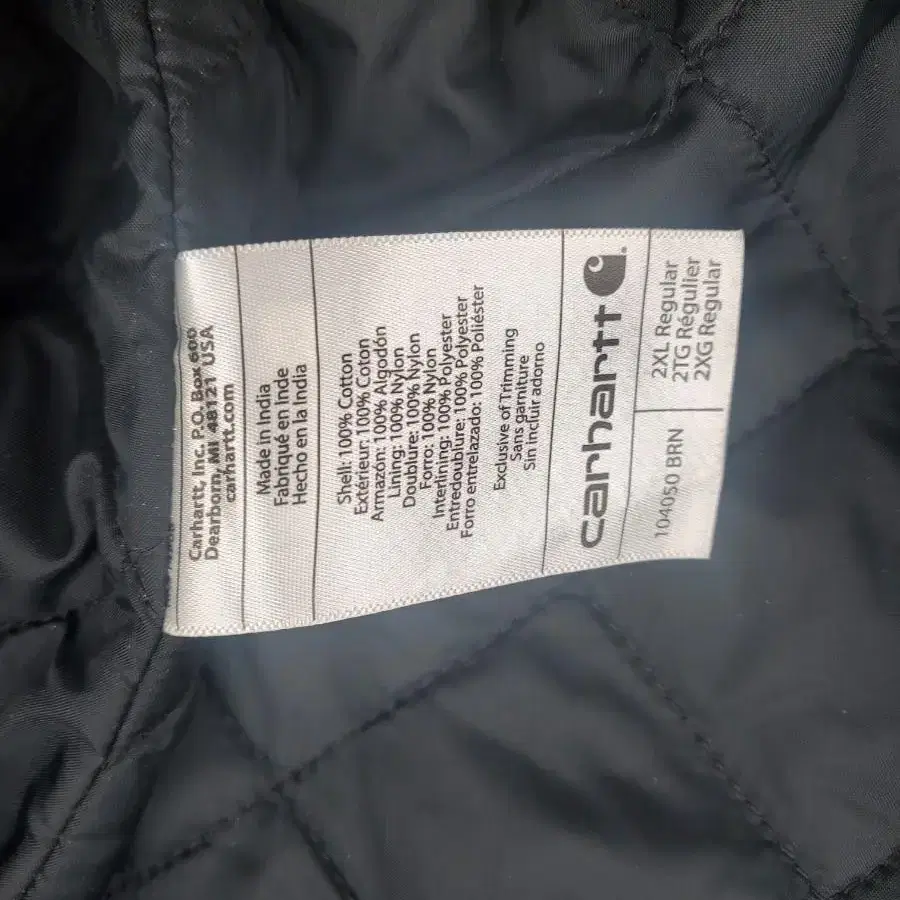 Carhartt, Inc. P.O. Box 600
Dearborn, MI 48121 USA
carhartt.com
Made in India
Fabriqué en Inde
Hecho en la India
Shell: 100% Cotton
Extérieur: 100% Coton
Armazón: 100% Algodón
Lining: 100% Nylon
Doublure: 100% Nylon
Forro: 100% Nylon
Interlining: 100% Polyester
Entredoublure: 100% Polyester
Forro entrelazado: 100% Poliéster
Exclusive of Trimming
Sans garniture
Sin incluir adorno
carhartt
104050 BRN
2XL Regular
2TG Régulier
2XG Regular